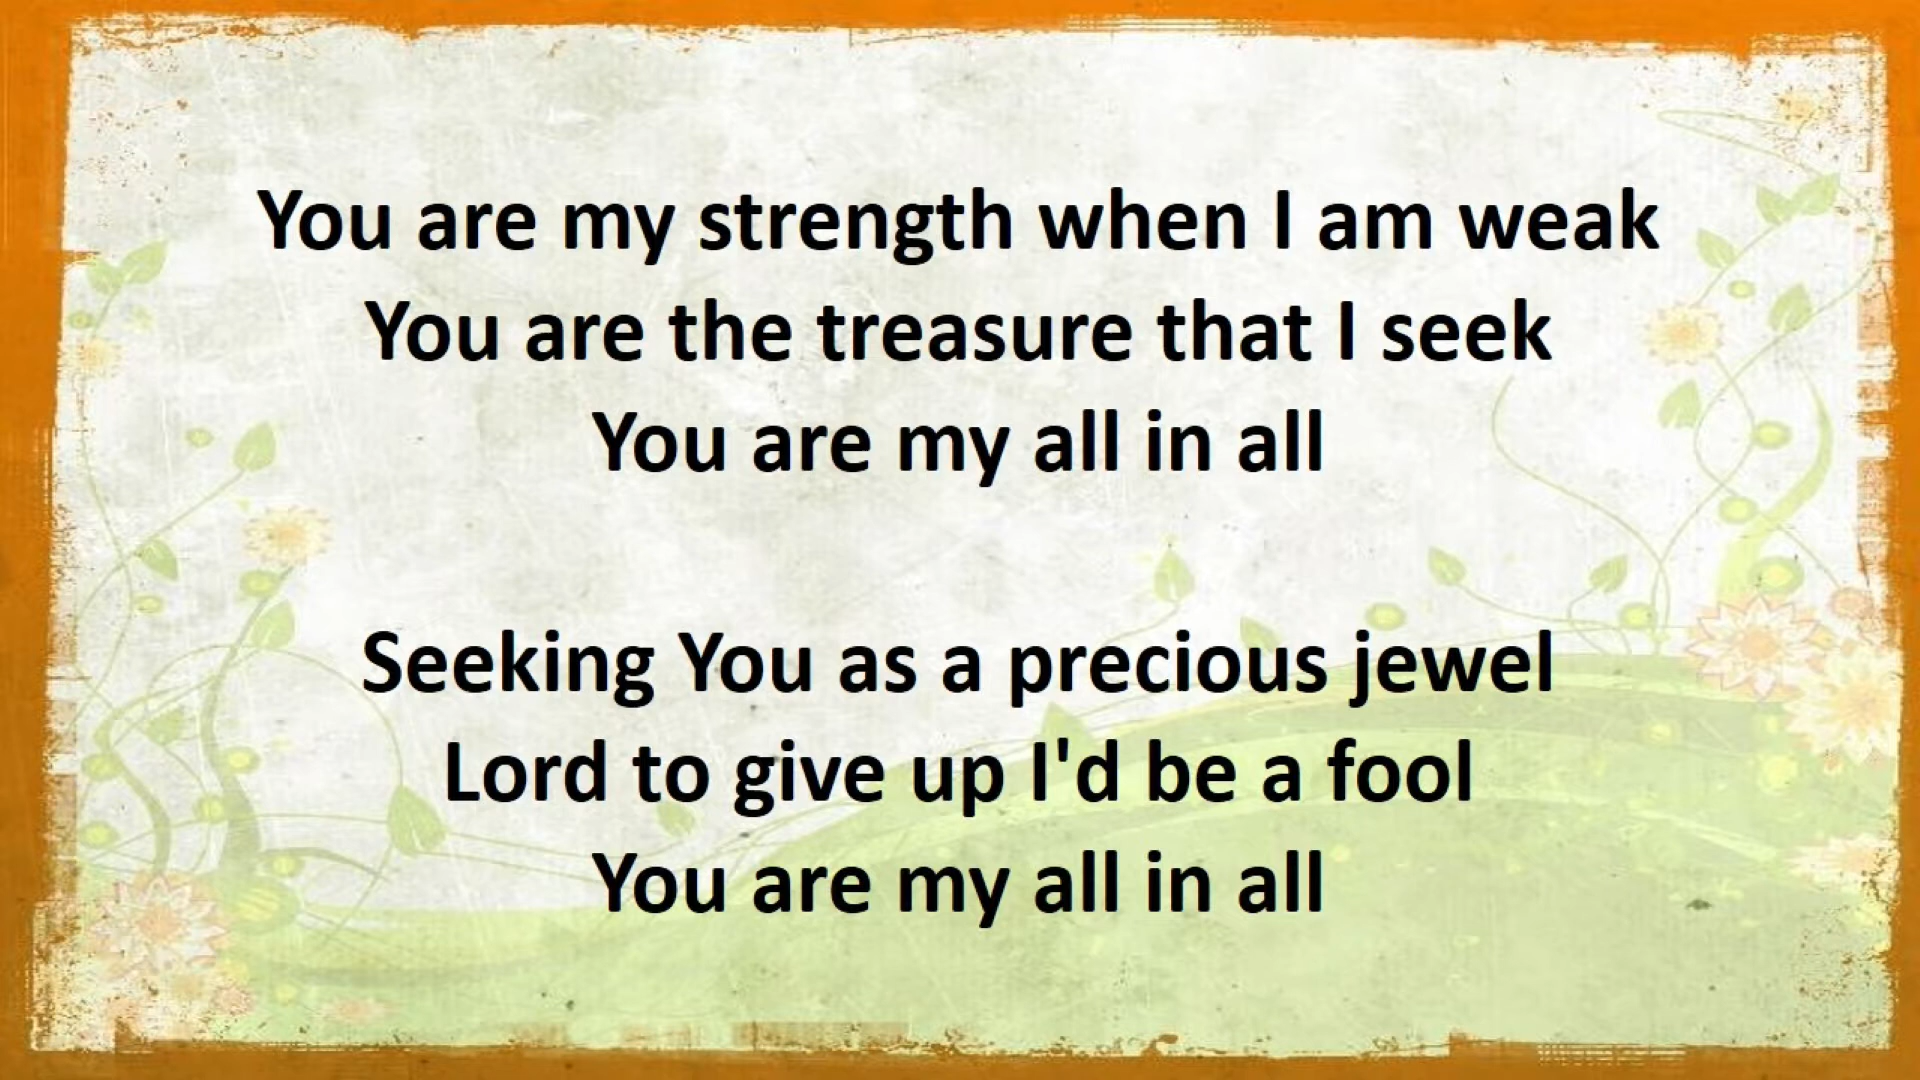 You are my strength when I am weak
You are the treasure that I seek
You are my all in all
Seeking You as a precious jewel
Lord to give up I'd be a fool
You are my all in all